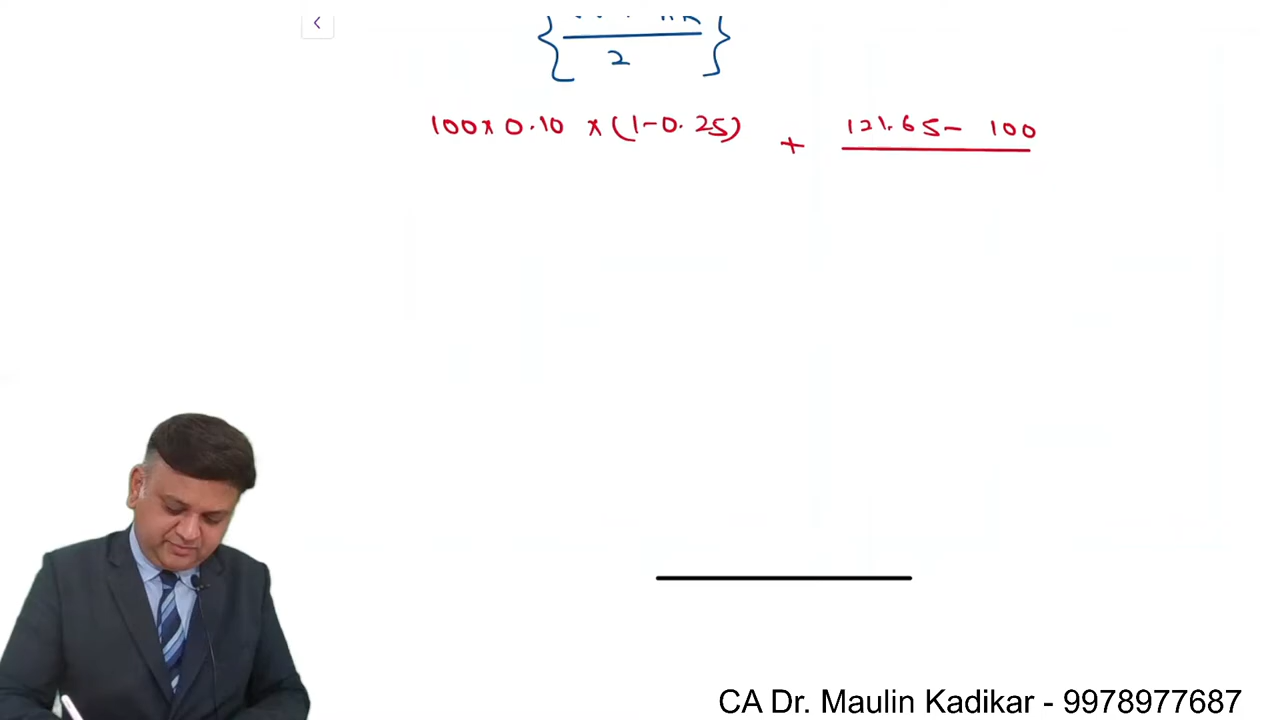 2
100 x 0.10 x (1-0.25) + 121.65 - 100
CA Dr. Maulin Kadikar - 9978977687